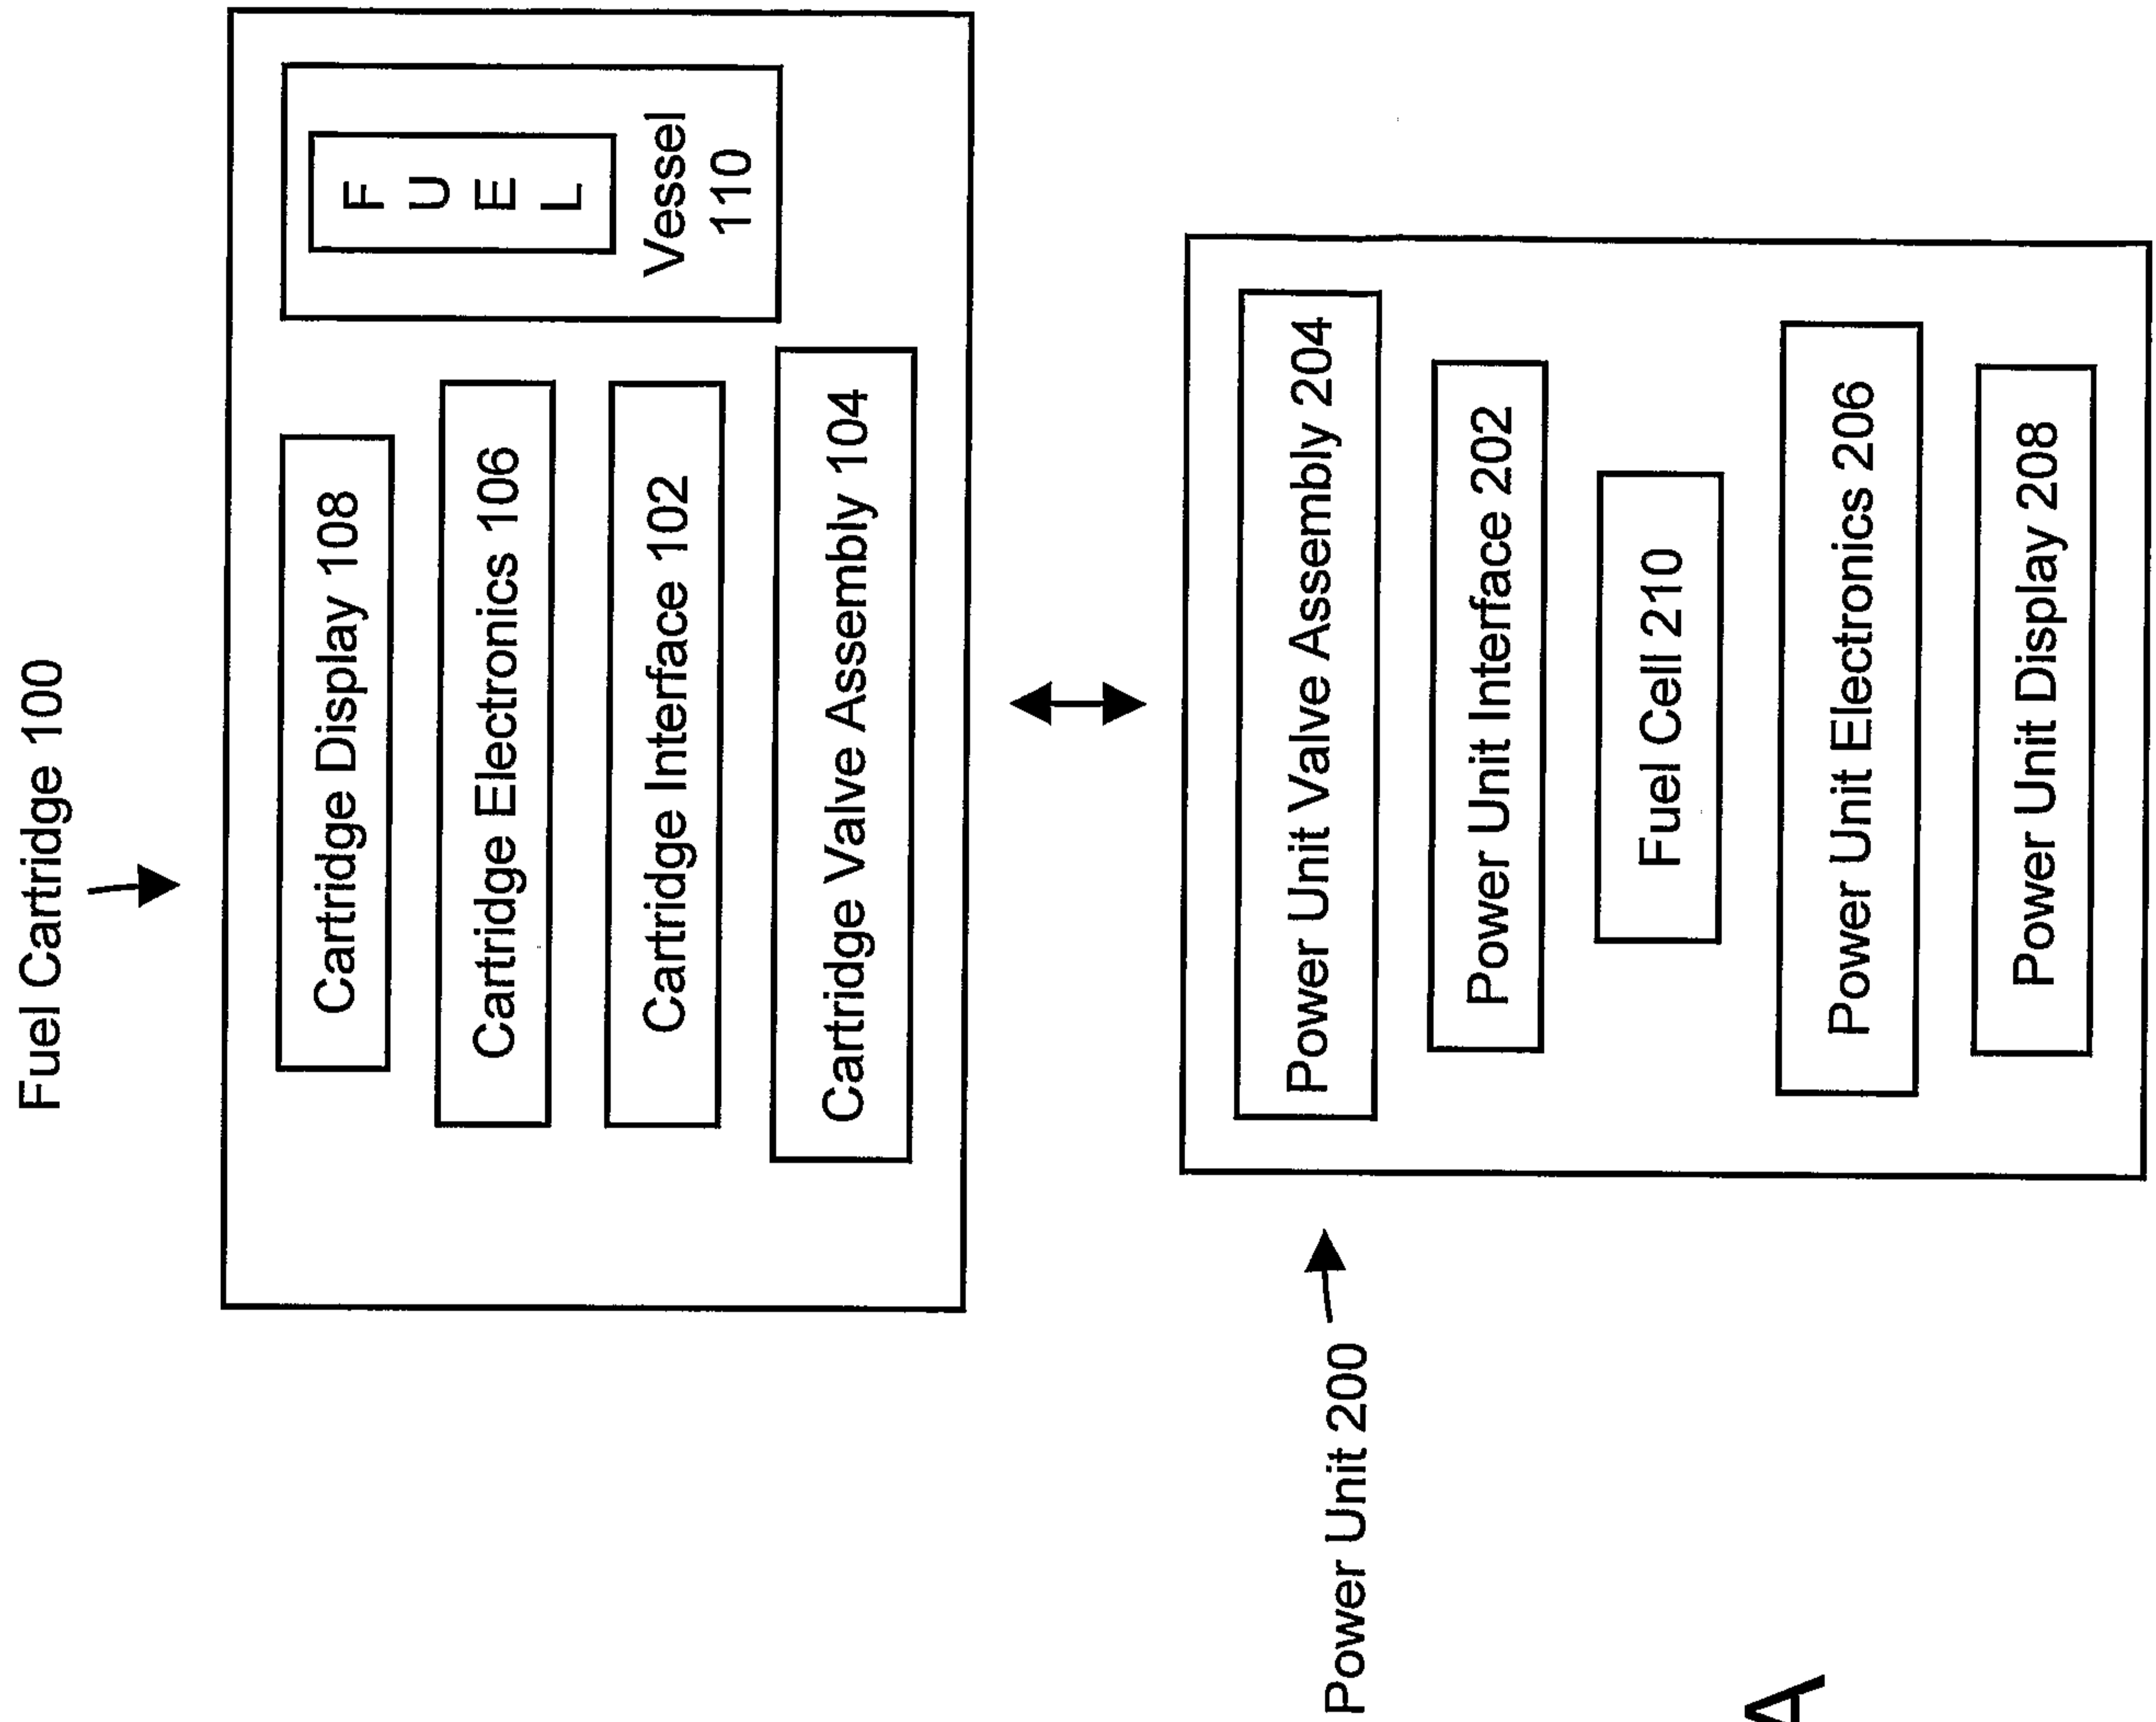 Fuel Cartridge 100
Cartridge Display 108
Cartridge Electronics 106
Cartridge Interface 102
Cartridge Valve Assembly 104
F
U
E
L
Vessel
110
Power Unit 200
Power Unit Valve Assembly 204
Power Unit Interface 202
Fuel Cell 210
Power Unit Electronics 206
Power Unit Display 208
A